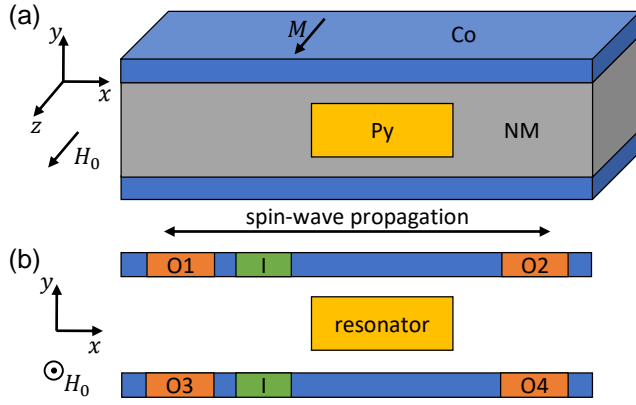 (a)
y
M
Co
x
z
Py
NM
H₀
spin-wave propagation
(b)
O1 I O2
y
resonator
x
H₀
O3 I O4